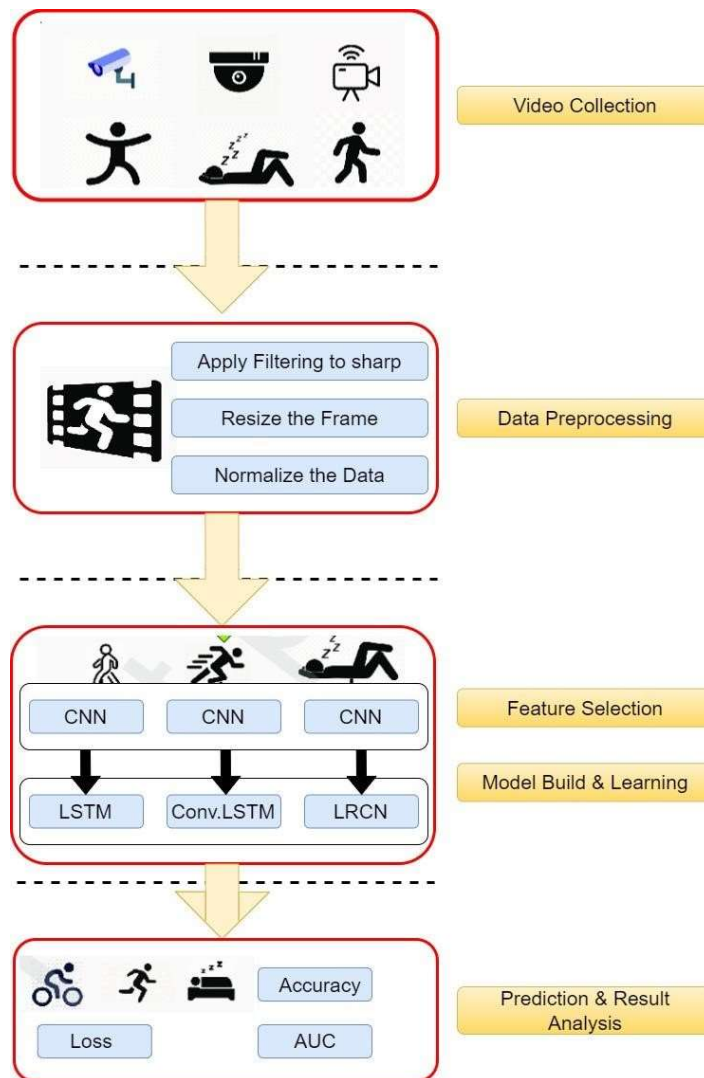 Video Collection
z z z z z
Apply Filtering to sharp
Resize the Frame
Normalize the Data
Data Preprocessing
z z z
CNN
CNN
CNN
Feature Selection
LSTM
Conv.LSTM
LRCN
Model Build & Learning
z z z
Accuracy
Loss
AUC
Prediction & Result
Analysis